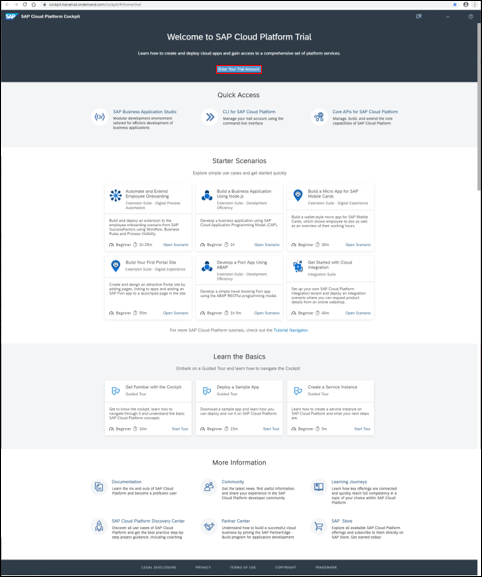 cockpit.hanatrial.ondemand.com/cockpit/#/home/trial
SAP SAP Cloud Platform Cockpit
Welcome to SAP Cloud Platform Trial
Learn how to create and deploy cloud apps and gain access to a comprehensive set of platform services.
Enter Your Trial Account
Quick Access
SAP Business Application Studio
Modular development environment
tailored for efficient development of
business applications
CLI for SAP Cloud Platform
Manage your trial account using the
command line interface
Core APIs for SAP Cloud Platform
Manage, build, and extend the core
capabilities of SAP Cloud Platform
Starter Scenarios
Explore simple use cases and get started quickly
Automate and Extend
Employee Onboarding
Extension Suite - Digital Process
Automation
Build and deploy an extension to the
employee onboarding scenario from SAP
SuccessFactors using Workflow, Business
Rules and Process Visibility.
Beginner 1h 25m Open Scenario
Build a Business Application
Using Node.js
Extension Suite - Development
Efficiency
Develop a business application using SAP
Cloud Application Programming Model (CAP).
Beginner 1h Open Scenario
Build a Micro App for SAP
Mobile Cards
Extension Suite - Digital Experience
Build a wallet-style micro app for SAP Mobile
Cards, which shows employee to-dos as well
as an overview of their working hours.
Beginner Open Scenario
Build Your First Portal Site
Extension Suite - Digital Experience
Create and design an attractive Portal site by
adding pages, linking to apps and adding an
SAP Fiori app to a launchpad page in the site
Beginner 55m Open Scenario
Develop a Fiori App Using
ABAP
Extension Suite - Development
Efficiency
Develop a simple travel booking Fiori app
using the ABAP RESTful programming model.
Beginner Open Scenario
Get Started with Cloud
Integration
Integration Suite
Set up your own SAP Cloud Platform
Integration tenant and deploy an integration
scenario where you can request product
details from an online webshop
Beginner Open Scenario
For more SAP Cloud Platform tutorials, check out the Tutorial Navigator.
Learn the Basics
Embark on a Guided Tour and learn how to navigate the Cockpit
Get Familiar with the Cockpit
Guided Tour
Get to know the cockpit, learn how to
navigate through it and understand the basic
SAP Cloud Platform concepts.
Beginner 10m Start Tour
Deploy a Sample App
Guided Tour
Download a sample app and learn how you
can deploy and run it on SAP Cloud Platform
Beginner 15m Start Tour
Create a Service Instance
Guided Tour
Learn how to create a service instance on
SAP Cloud Platform and what your next steps
are.
Beginner 5m Start Tour
More Information
Documentation
Learn the ins and outs of SAP Cloud
Platform and become a proficient user
Community
Get the latest news, find useful information,
and share your experience in the SAP
Cloud Platform developer community
Learning Journeys
Learn how key offerings are connected
and quickly reach full competency in a
topic of your choice within SAP Cloud
Platform
SAP Cloud Platform Discovery Center
Discover all use cases of SAP Cloud
Platform and get the best practice step-by-
step project guidance, including coaching
Partner Center
Understand how to build a successful cloud
business by joining the SAP PartnerEdge -
Build program for application development
SAP Store
Explore all available SAP Cloud Platform
offerings and subscribe to them directly on
SAP Store. Get started today!
LEGAL DISCLOSURE PRIVACY TERMS OF USE COPYRIGHT TRADEMARK